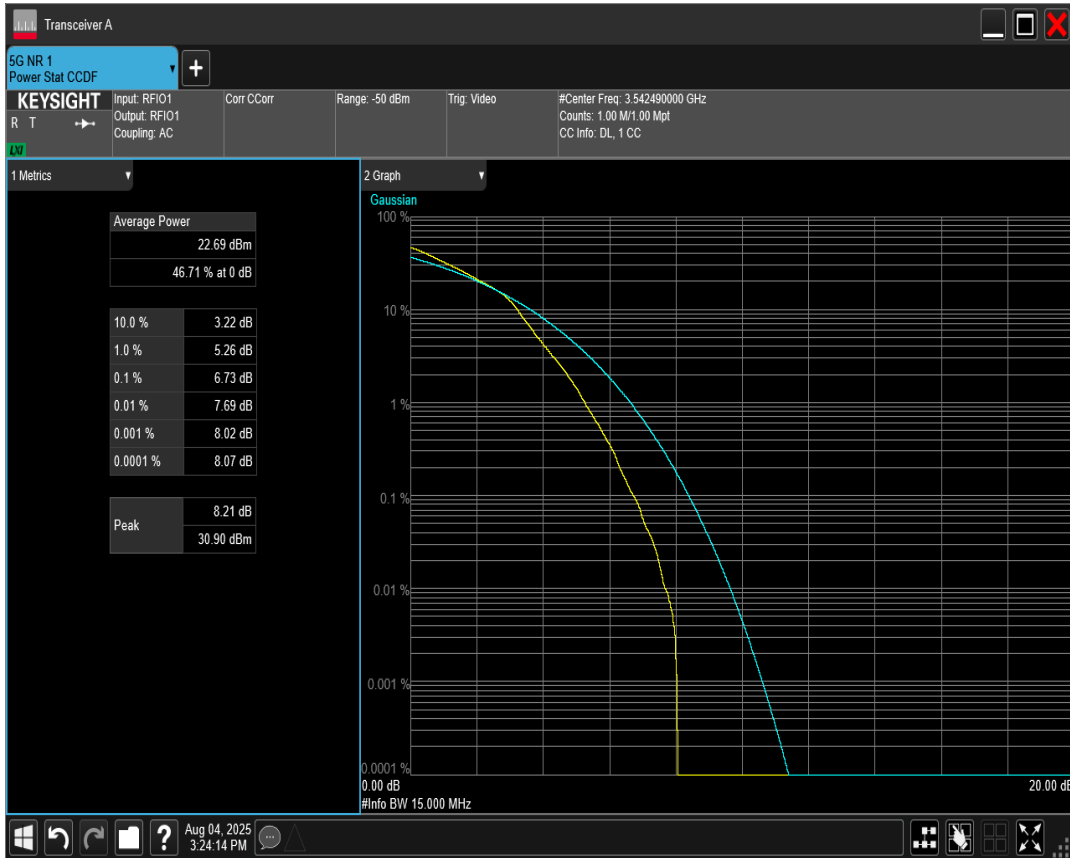 Transceiver A
5G NR 1
Power Stat CCDF
KEYSIGHT
R T
LXI
Input: RFIO1
Output: RFIO1
Coupling: AC
Corr CCorr
Range: -50 dBm
Trig: Video
#Center Freq: 3.542490000 GHz
Counts: 1.00 M/1.00 Mpt
CC Info: DL, 1 CC
1 Metrics
Average Power
22.69 dBm
46.71 % at 0 dB
10.0 % 3.22 dB
1.0 % 5.26 dB
0.1 % 6.73 dB
0.01 % 7.69 dB
0.001 % 8.02 dB
0.0001 % 8.07 dB
Peak
8.21 dB
30.90 dBm
2 Graph
Gaussian
100 %
10 %
1 %
0.1 %
0.01 %
0.001 %
0.0001 %
0.00 dB 20.00 dB
#Info BW 15.000 MHz
?
Aug 04, 2025
3:24:14 PM